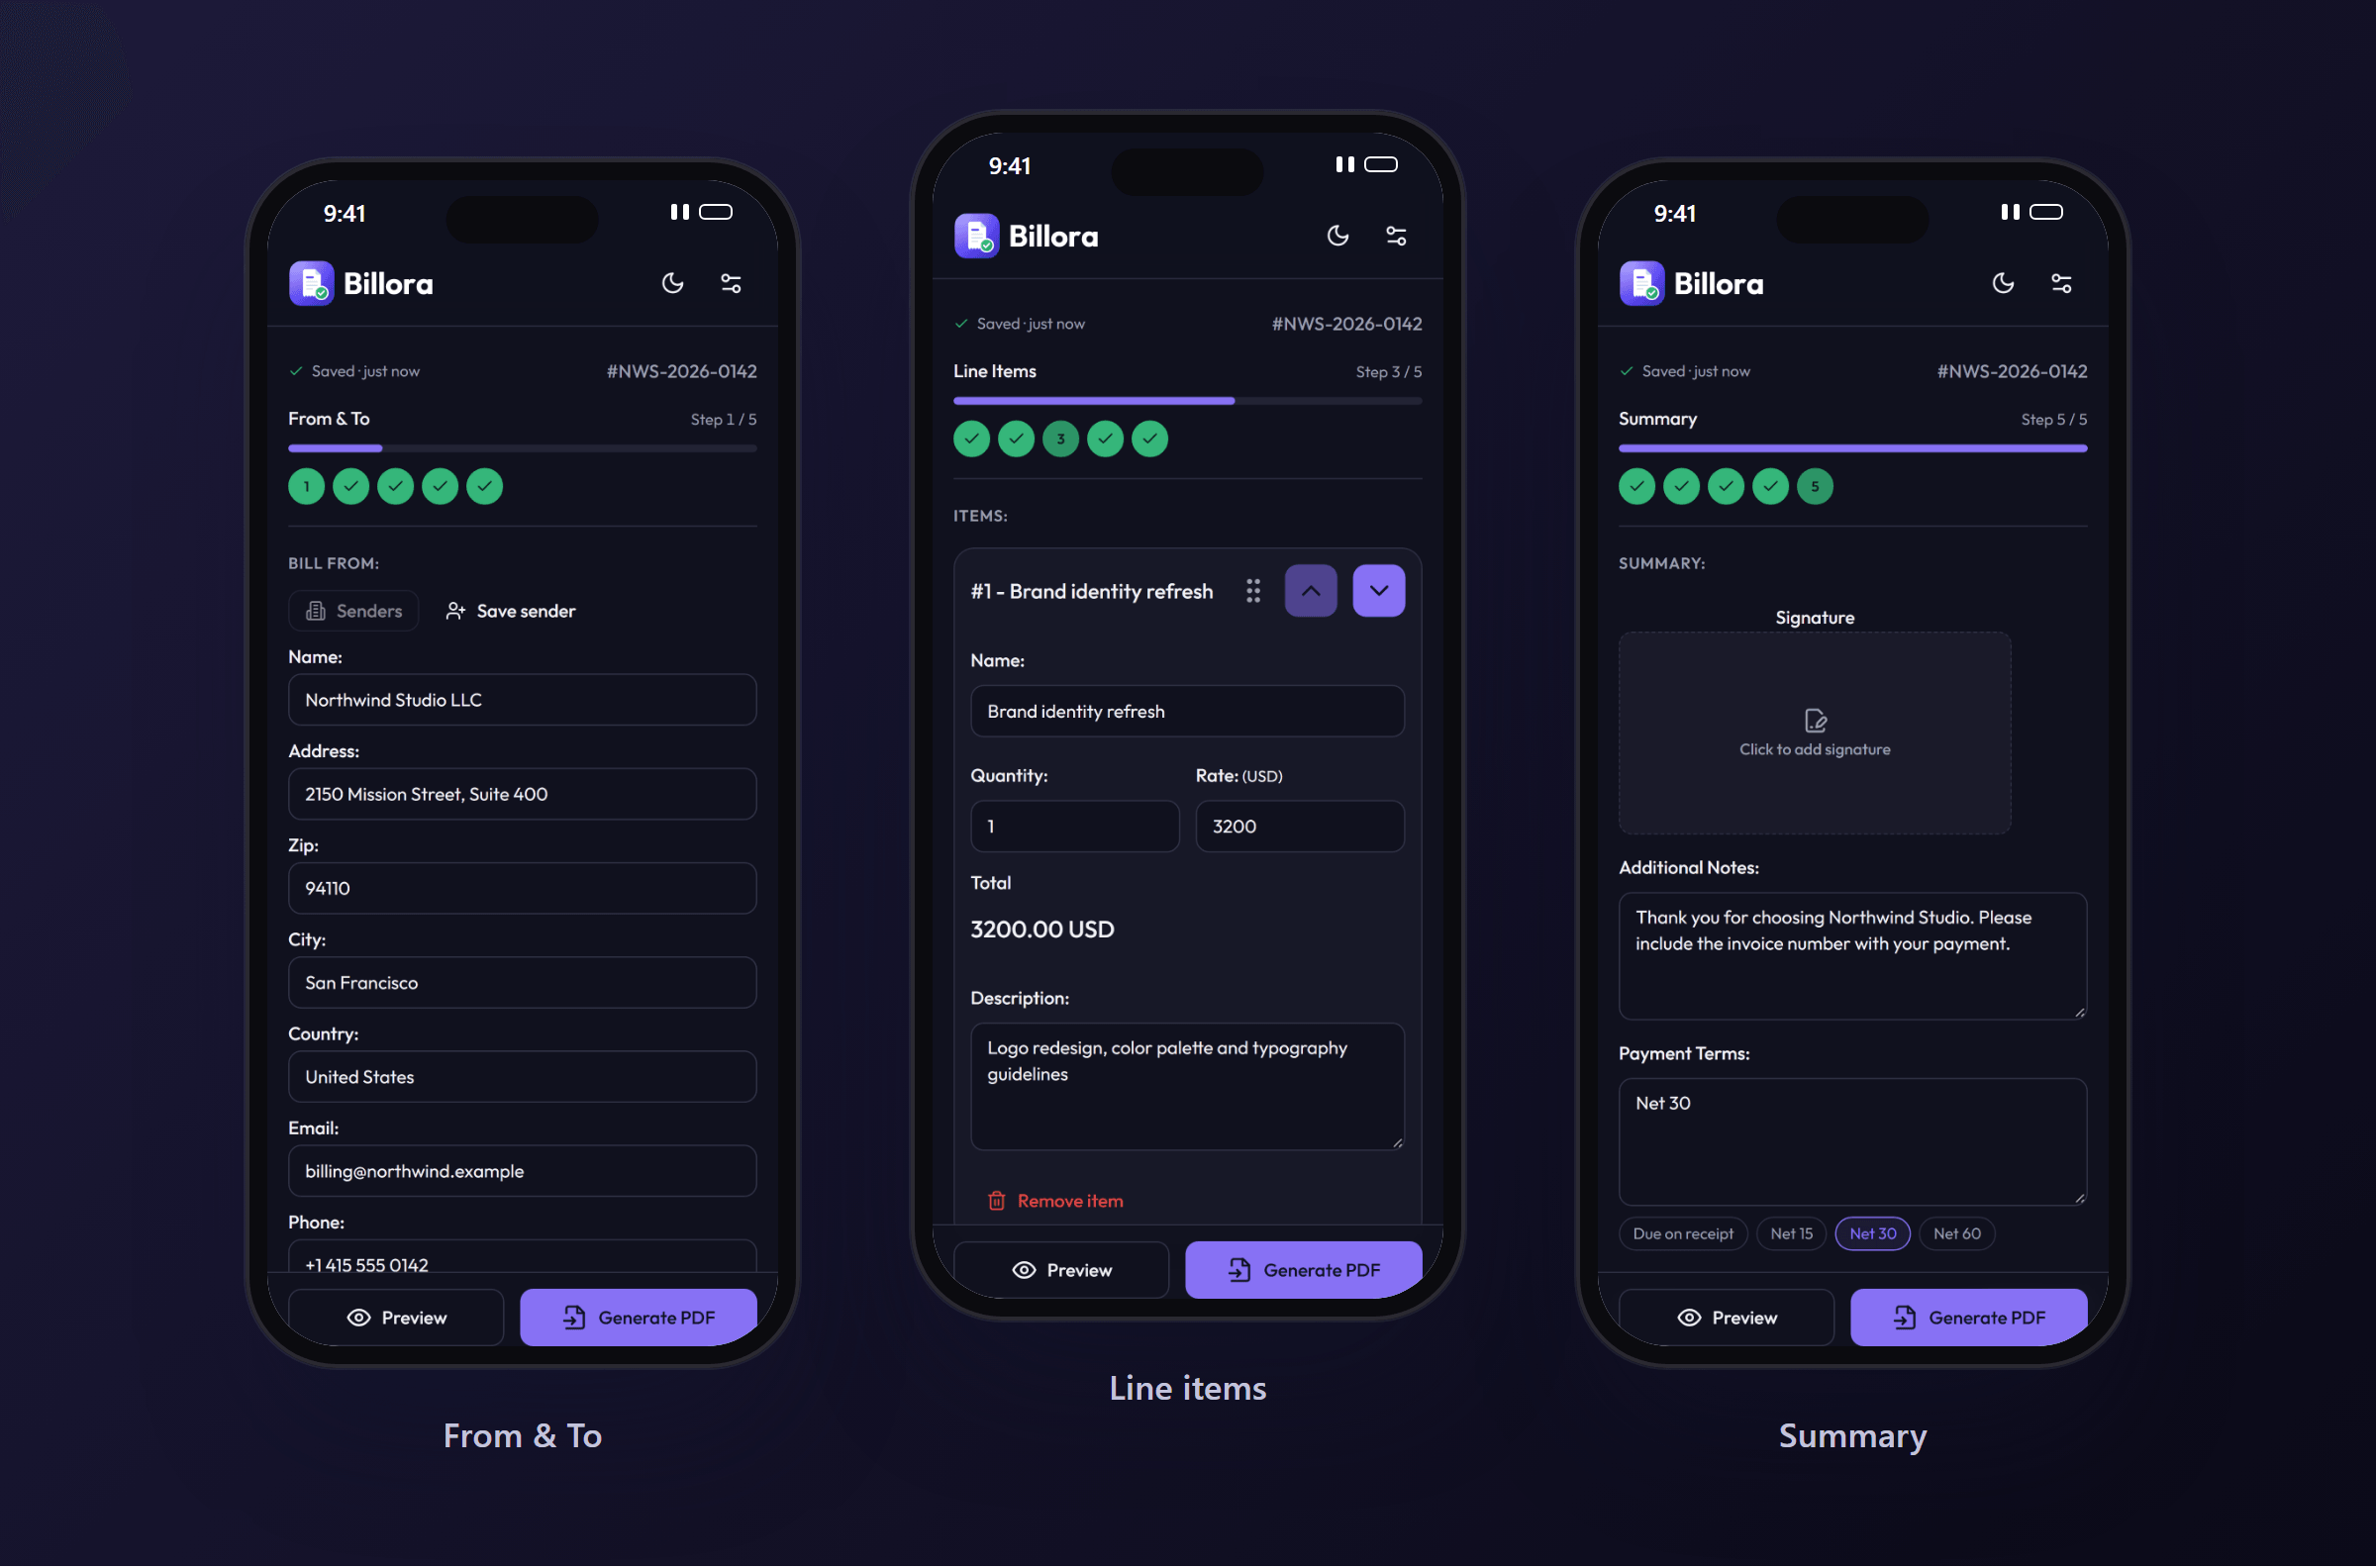 9:41
Billora
Saved · just now
#NWS-2026-0142
From & To
Step 1 / 5
1
BILL FROM:
Senders
Save sender
Name:
Northwind Studio LLC
Address:
2150 Mission Street, Suite 400
Zip:
94110
City:
San Francisco
Country:
United States
Email:
billing@northwind.example
Phone:
+1 415 555 0142
Preview
Generate PDF
From & To
9:41
Billora
Saved · just now
#NWS-2026-0142
Line Items
Step 3 / 5
3
ITEMS:
#1 - Brand identity refresh
Name:
Brand identity refresh
Quantity:
Rate: (USD)
1
3200
Total
3200.00 USD
Description:
Logo redesign, color palette and typography
guidelines
Remove item
Preview
Generate PDF
Line items
9:41
Billora
Saved · just now
#NWS-2026-0142
Summary
Step 5 / 5
5
SUMMARY:
Signature
Click to add signature
Additional Notes:
Thank you for choosing Northwind Studio. Please
include the invoice number with your payment.
Payment Terms:
Net 30
Due on receipt
Net 15
Net 30
Net 60
Preview
Generate PDF
Summary